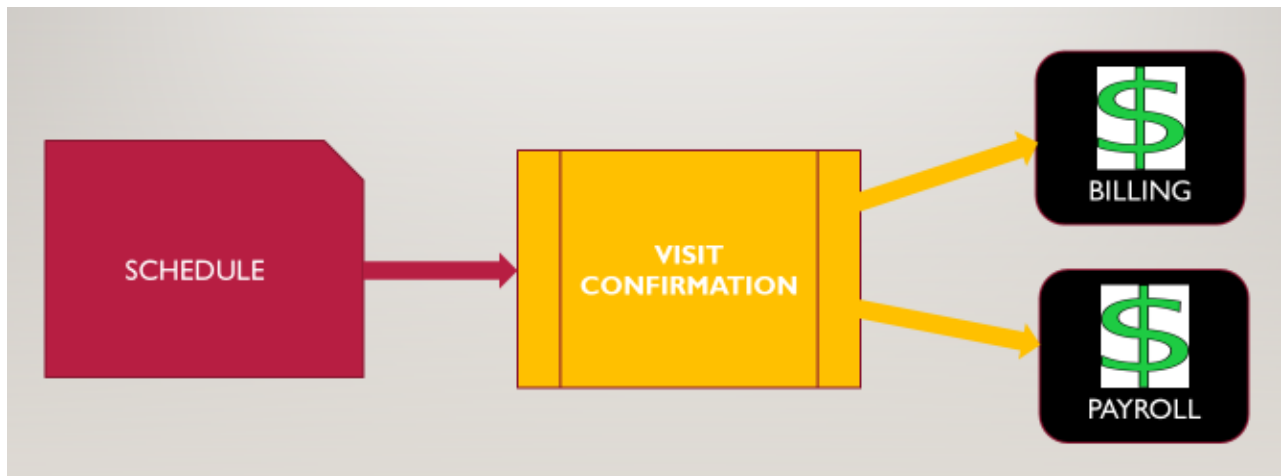 SCHEDULE
VISIT
CONFIRMATION
$
BILLING
$
PAYROLL